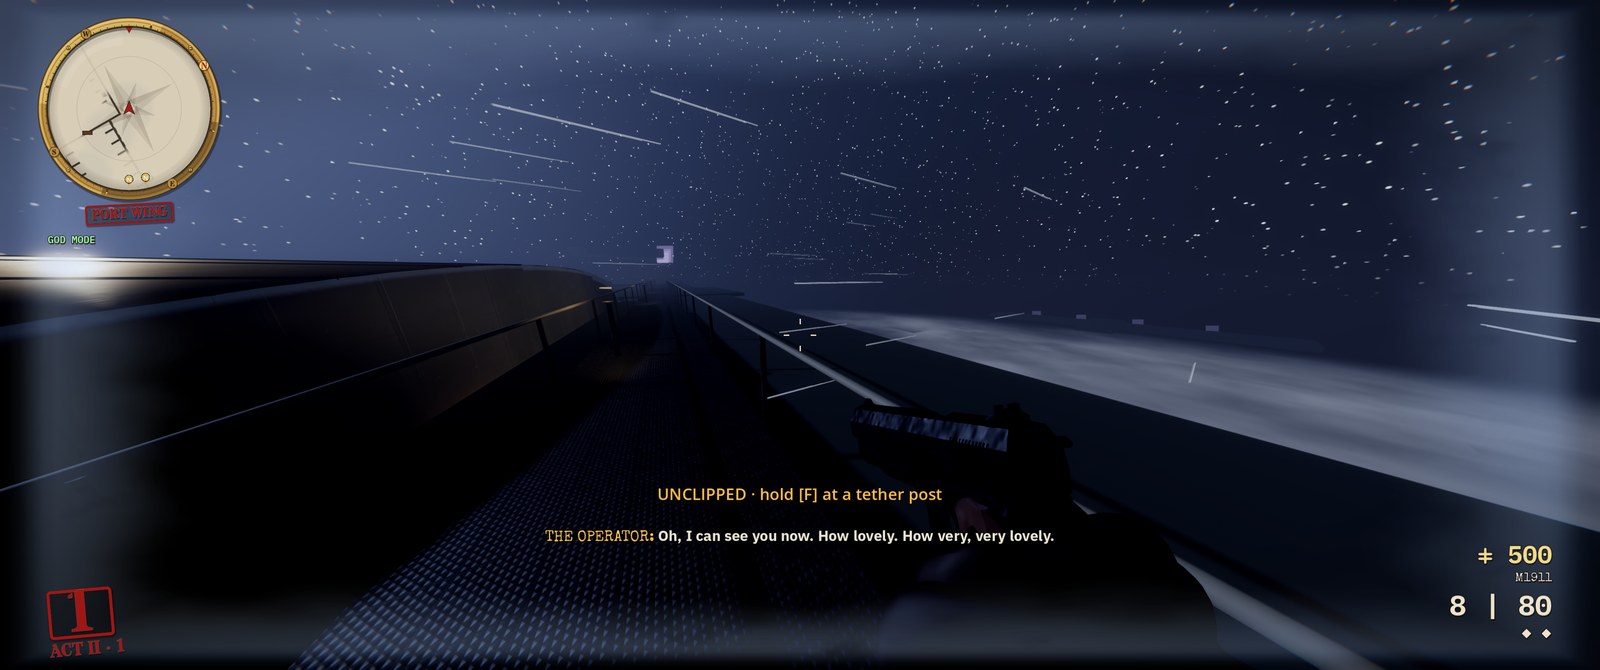 W
N
S
E
PORT WING
GOD MODE
UNCLIPPED · hold [F] at a tether post
THE OPERATOR: Oh, I can see you now. How lovely. How very, very lovely.
ǂ 500
M1911
8 | 80
1
ACT II - 1